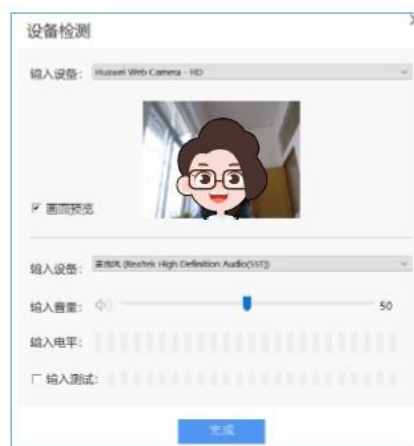 设备检测
输入设备: Huawei Web Camera - HD
画面预览
输入设备: 麦克风 (Realtek High Definition Audio(SST))
输入音量: 50
输入电平:
输入测试:
完成